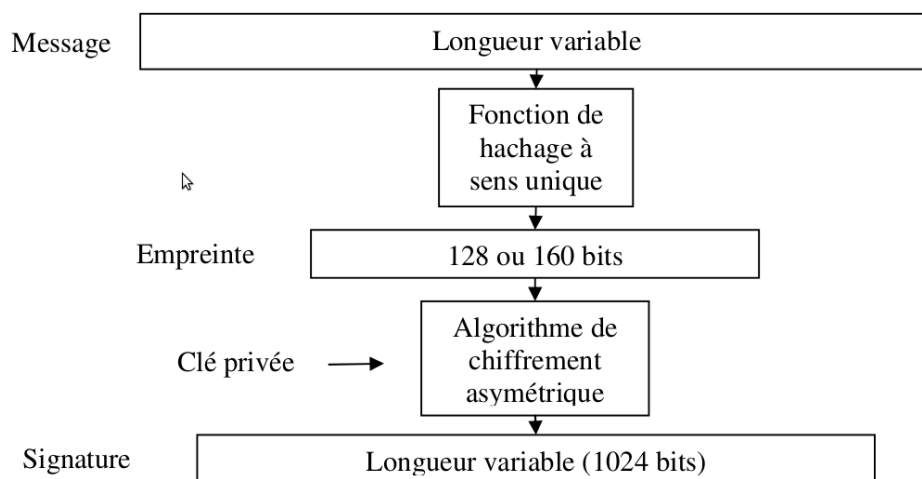 Message
Longueur variable
Fonction de
hachage à
sens unique
Empreinte
128 ou 160 bits
Algorithme de
chiffrement
asymétrique
Clé privée
Signature
Longueur variable (1024 bits)